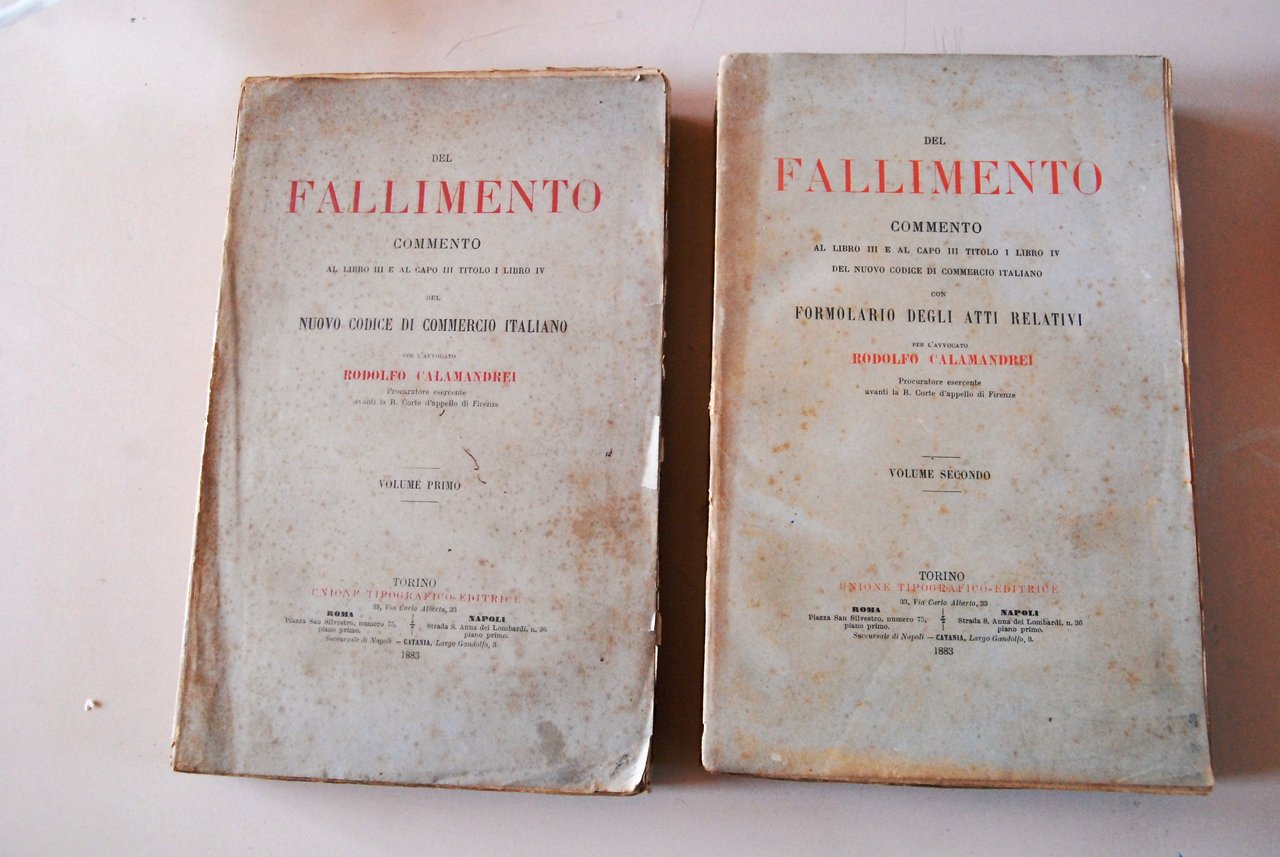 DEL
FALLIMENTO
COMMENTO
AL LIBRO III E AL CAPO III TITOLO I LIBRO IV
DEL
NUOVO CODICE DI COMMERCIO ITALIANO
PER L'AVVOCATO
RODOLFO CALAMANDREI
Procuratore esercente
avanti la R. Corte d'appello di Firenze
VOLUME PRIMO
TORINO
UNIONE TIPOGRAFICO-EDITRICE
33, Via Carlo Alberto, 33
ROMA
Piazza San Silvestro, numero 75,
piano primo.
NAPOLI
Strada S. Anna dei Lombardi, n. 36
piano primo.
Succursale di Napoli — CATANIA, Largo Gandolfo, 3.
1883
DEL
FALLIMENTO
COMMENTO
AL LIBRO III E AL CAPO III TITOLO I LIBRO IV
DEL NUOVO CODICE DI COMMERCIO ITALIANO
CON
FORMOLARIO DEGLI ATTI RELATIVI
PER L'AVVOCATO
RODOLFO CALAMANDREI
Procuratore esercente
avanti la R. Corte d'appello di Firenze
VOLUME SECONDO
TORINO
UNIONE TIPOGRAFICO-EDITRICE
33, Via Carlo Alberto, 33
ROMA
Piazza San Silvestro, numero 75,
piano primo.
NAPOLI
Strada S. Anna dei Lombardi, n. 36
piano primo.
Succursale di Napoli — CATANIA, Largo Gandolfo, 3.
1883